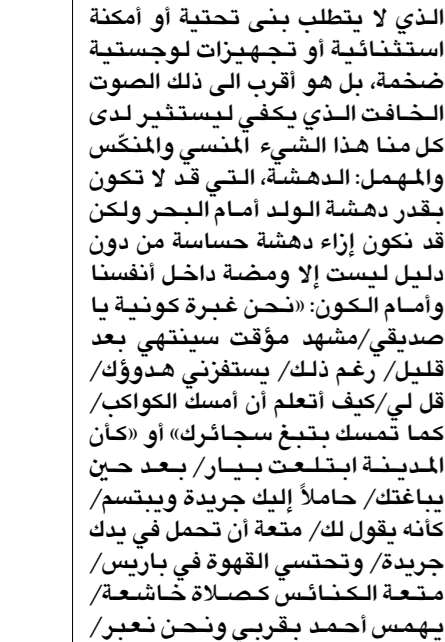 الذي لا يتطلب بنى تحتية أو أمكنة
استثنائية أو تجهيزات لوجستية
ضخمة، بل هو أقرب الى ذلك الصوت
الخافت الذي يكفي ليستثير لدى
كل منا هذا الشيء المنسي والمنكّس
والمهمل: الدهشة، التي قد لا تكون
بقدر دهشة الولد أمام البحر ولكن
قد نكون إزاء دهشة حساسة من دون
دليل ليست إلا ومضة داخل أنفسنا
وأمام الكون: «نحن غبرة كونية يا
صديقي/مشهد مؤقت سينتهي بعد
قليل/ رغم ذلك/ يستفزني هدوؤك/
قل لي/كيف أتعلم أن أمسك الكواكب/
كما تمسك بتبغ سجائرك» أو «كأن
المدينة ابتلعت بيار/ بعد حين
يباغتك/ حاملاً إليك جريدة ويبتسم/
كأنه يقول لك/ متعة أن تحمل في يدك
جريدة/ وتحتسي القهوة في باريس/
متعة الكنائس كصلاة خاشعة/
يهمس أحمد بقربي ونحن نعبر/